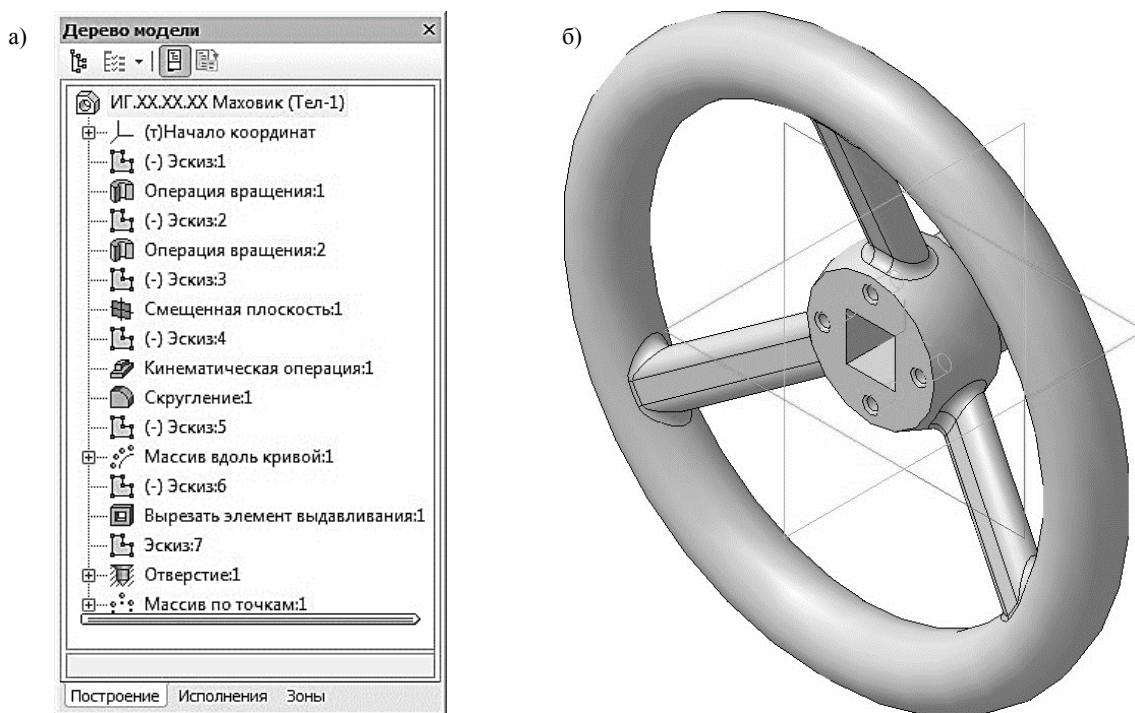 а)
Дерево модели
ИГ.XX.XX.XX Маховик (Тел-1)
(т)Начало координат
(-) Эскиз:1
Операция вращения:1
(-) Эскиз:2
Операция вращения:2
(-) Эскиз:3
Смещенная плоскость:1
(-) Эскиз:4
Кинематическая операция:1
Скругление:1
(-) Эскиз:5
Массив вдоль кривой:1
(-) Эскиз:6
Вырезать элемент выдавливания:1
Эскиз:7
Отверстие:1
Массив по точкам:1
Построение Исполнения Зоны
б)